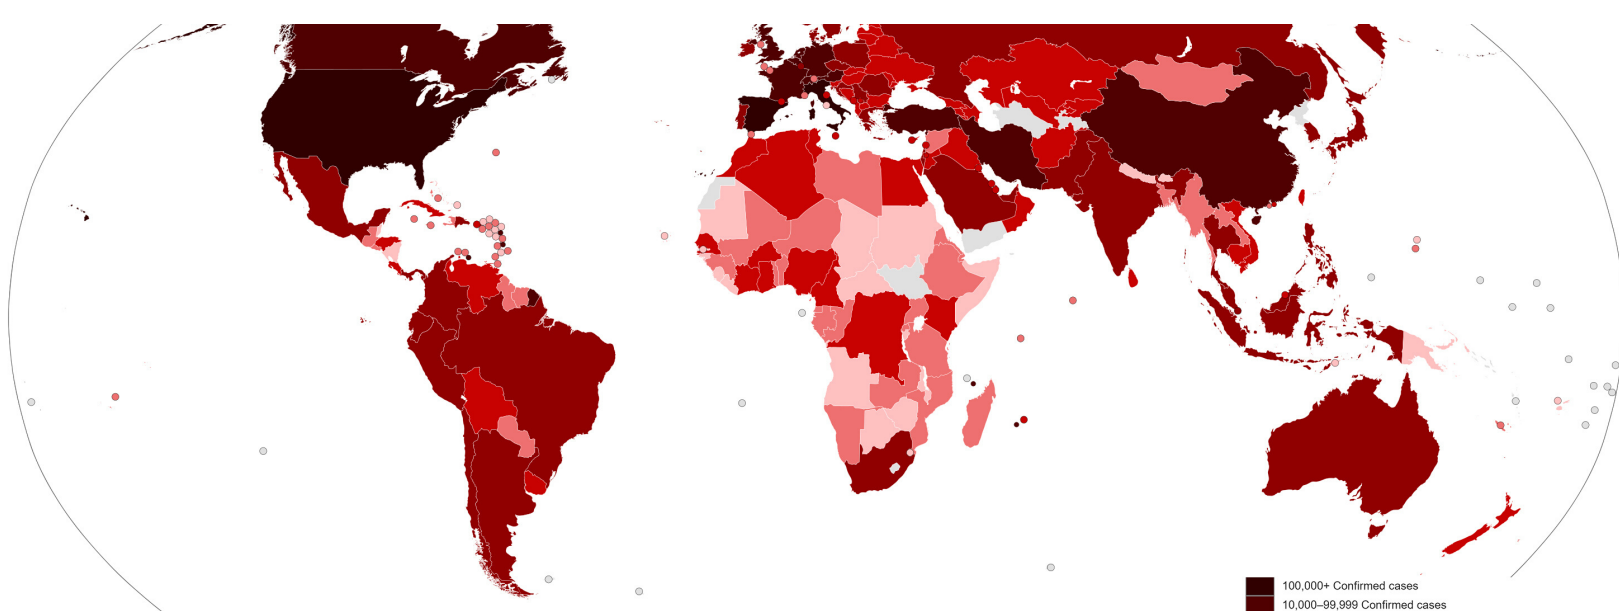 100,000+ Confirmed cases
10,000–99,999 Confirmed cases